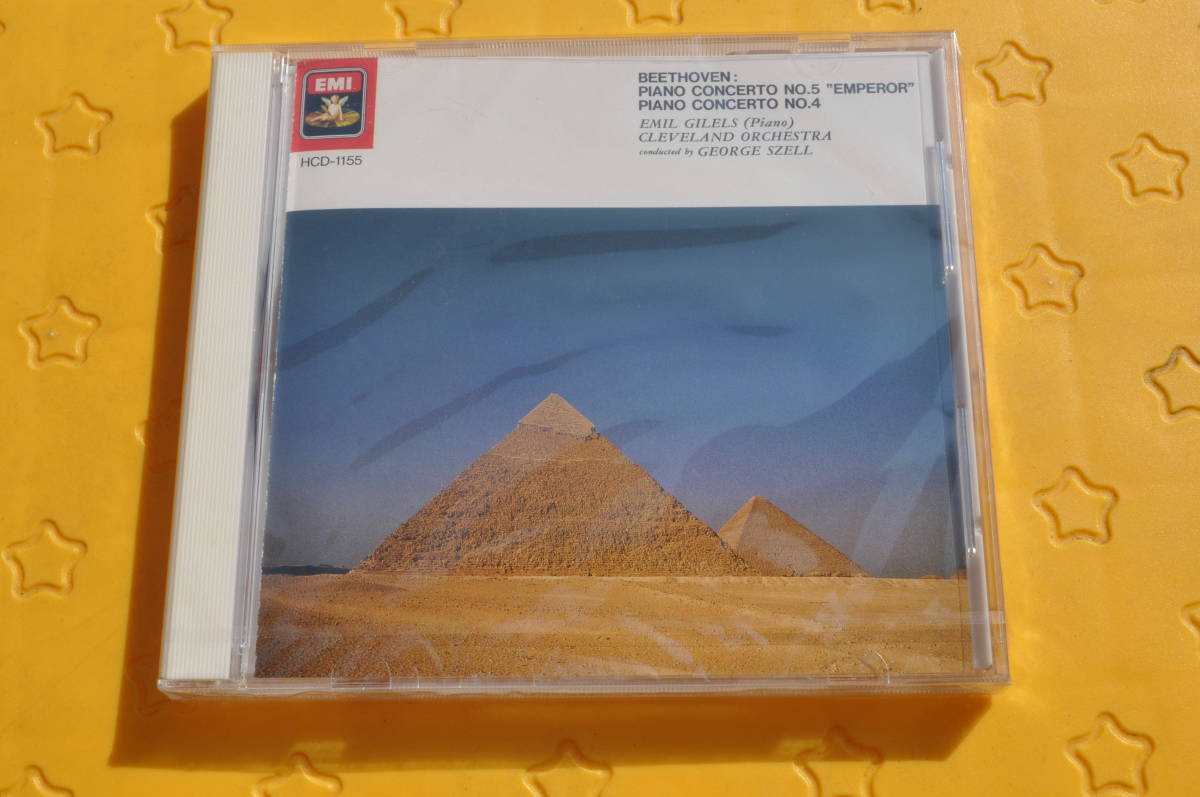 EMI
HCD-1155
BEETHOVEN:
PIANO CONCERTO NO.5 "EMPEROR"
PIANO CONCERTO NO.4
EMIL GILELS (Piano)
CLEVELAND ORCHESTRA
conducted by GEORGE SZELL